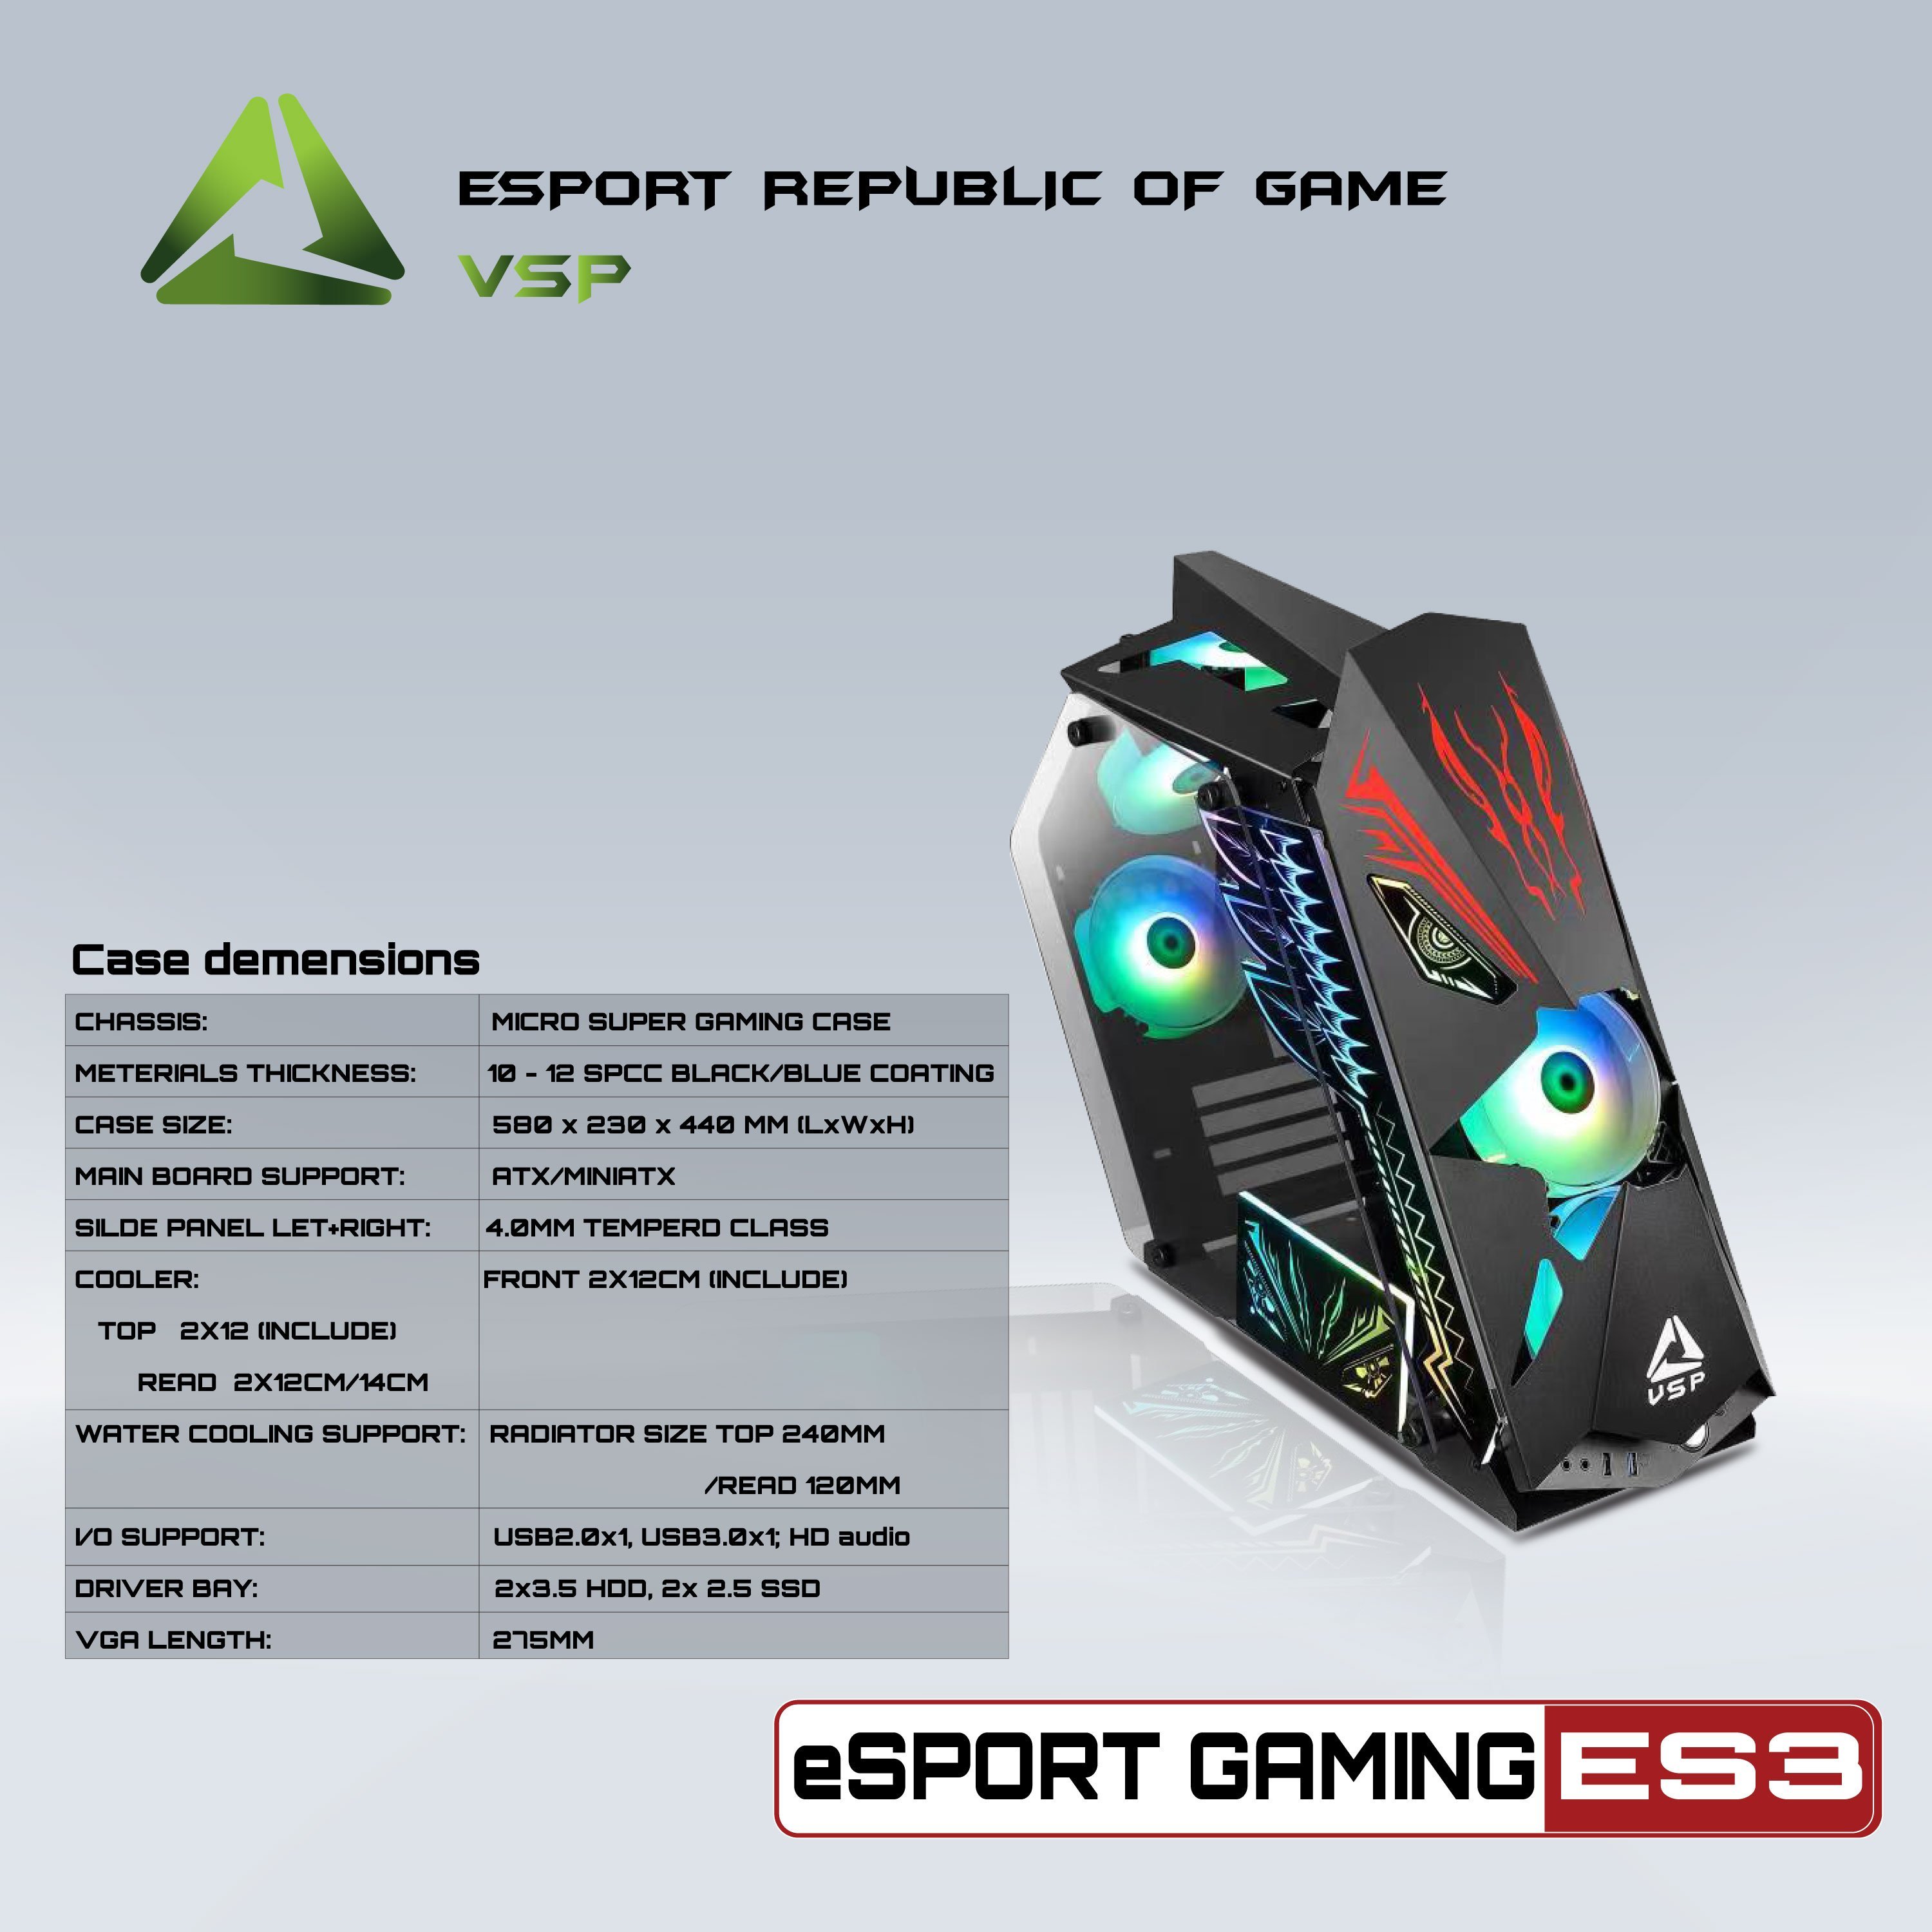 ESPORT REPUBLIC OF GAME
VSP
Case demensions
CHASSIS: MICRO SUPER GAMING CASE
METERIALS THICKNESS: 10 - 12 SPCC BLACK/BLUE COATING
CASE SIZE: 580 x 230 x 440 MM (LxWxH)
MAIN BOARD SUPPORT: ATX/MINIATX
SILDE PANEL LET+RIGHT: 4.0MM TEMPERD CLASS
COOLER: FRONT 2X12CM (INCLUDE)
TOP 2X12 (INCLUDE)
READ 2X12CM/14CM
WATER COOLING SUPPORT: RADIATOR SIZE TOP 240MM
/READ 120MM
I/O SUPPORT: USB2.0x1, USB3.0x1; HD audio
DRIVER BAY: 2x3.5 HDD, 2x 2.5 SSD
VGA LENGTH: 275MM
VSP
eSPORT GAMING ES3